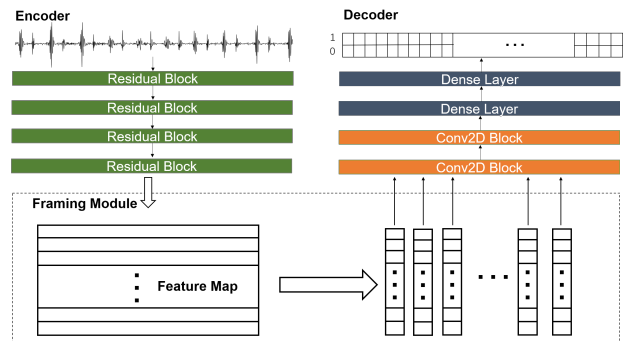 Encoder
Residual Block
Residual Block
Residual Block
Residual Block
Decoder
1
0
Dense Layer
Dense Layer
Conv2D Block
Conv2D Block
Framing Module
Feature Map